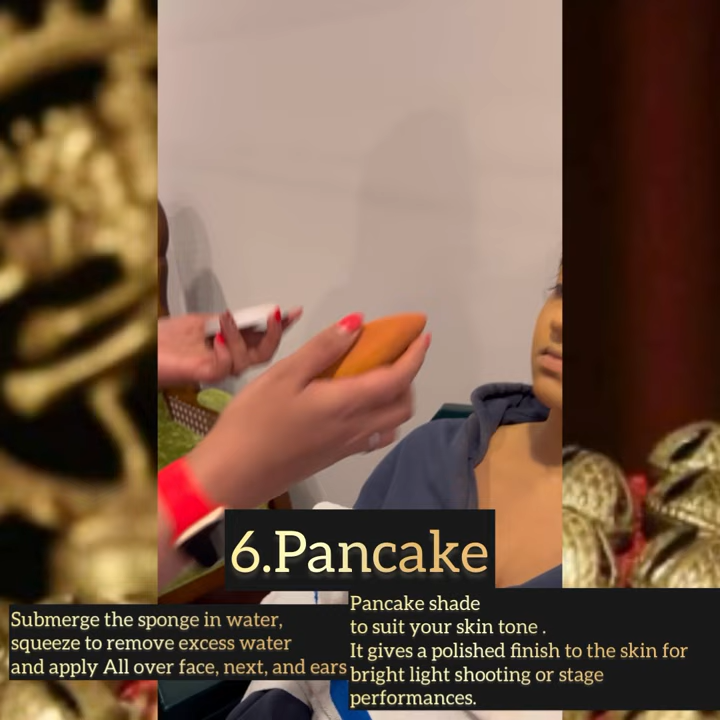 6.Pancake
Submerge the sponge in water,
squeeze to remove excess water
and apply All over face, next, and ears
Pancake shade
to suit your skin tone .
It gives a polished finish to the skin for
bright light shooting or stage
performances.